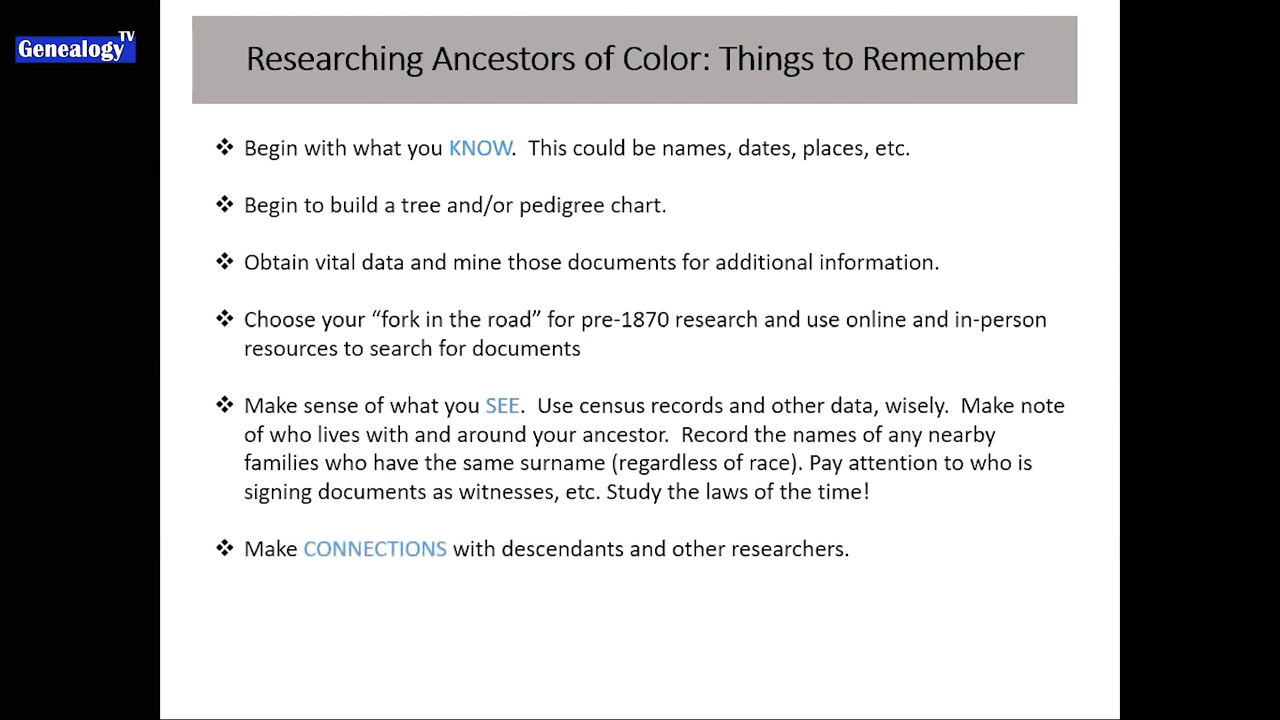 Genealogy TV
Researching Ancestors of Color: Things to Remember
❖ Begin with what you KNOW.  This could be names, dates, places, etc.
❖ Begin to build a tree and/or pedigree chart.
❖ Obtain vital data and mine those documents for additional information.
❖ Choose your “fork in the road” for pre-1870 research and use online and in-person
resources to search for documents
❖ Make sense of what you SEE.  Use census records and other data, wisely.  Make note
of who lives with and around your ancestor.  Record the names of any nearby
families who have the same surname (regardless of race). Pay attention to who is
signing documents as witnesses, etc. Study the laws of the time!
❖ Make CONNECTIONS with descendants and other researchers.